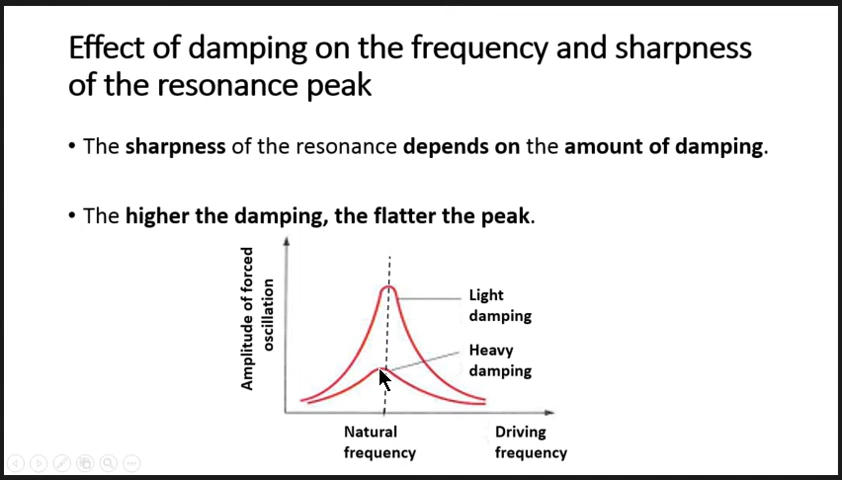 Effect of damping on the frequency and sharpness
of the resonance peak
• The sharpness of the resonance depends on the amount of damping.
• The higher the damping, the flatter the peak.
Amplitude of forced
oscillation
Light
damping
Heavy
damping
Natural
frequency
Driving
frequency